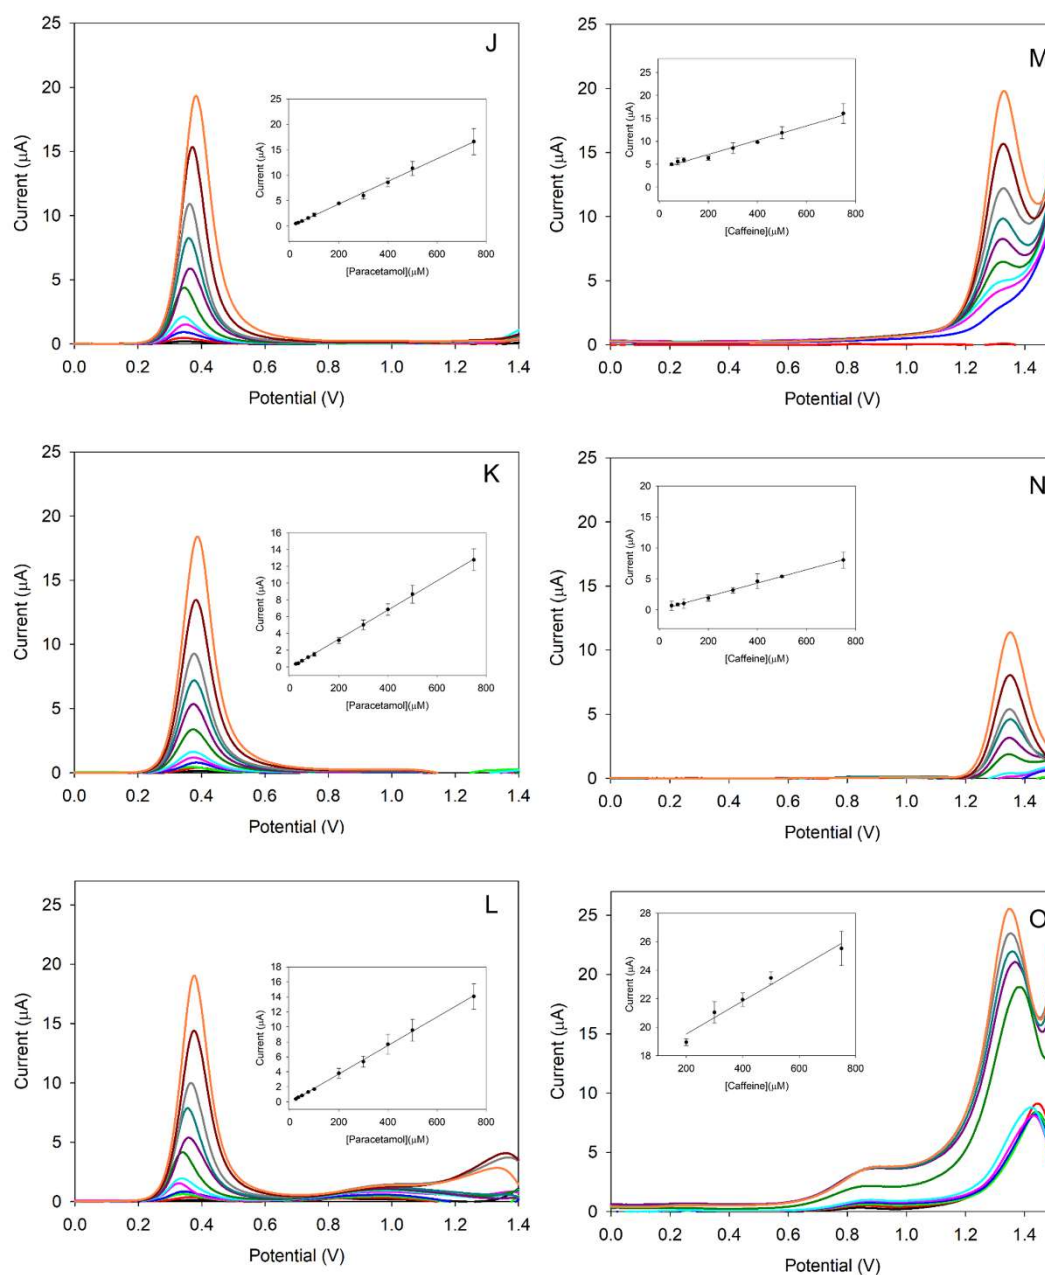 J
25
20
15
10
5
0
Current (µA)
0.0 0.2 0.4 0.6 0.8 1.0 1.2 1.4
Potential (V)
25
20
15
10
5
0
Current (µA)
0 200 400 600 800
[Paracetamol](µM)
M
25
20
15
10
5
0
Current (µA)
0.0 0.2 0.4 0.6 0.8 1.0 1.2 1.4
Potential (V)
25
20
15
10
5
0
Current (µA)
0 200 400 600 800
[Caffeine](µM)
K
25
20
15
10
5
0
Current (µA)
0.0 0.2 0.4 0.6 0.8 1.0 1.2 1.4
Potential (V)
16
14
12
10
8
6
4
2
0
Current (µA)
0 200 400 600 800
[Paracetamol](µM)
N
25
20
15
10
5
0
Current (µA)
0.0 0.2 0.4 0.6 0.8 1.0 1.2 1.4
Potential (V)
20
15
10
5
0
Current (µA)
0 200 400 600 800
[Caffeine](µM)
L
25
20
15
10
5
0
Current (µA)
0.0 0.2 0.4 0.6 0.8 1.0 1.2 1.4
Potential (V)
18
16
14
12
10
8
6
4
2
0
Current (µA)
0 200 400 600 800
[Paracetamol](µM)
O
25
20
15
10
5
0
Current (µA)
0.0 0.2 0.4 0.6 0.8 1.0 1.2 1.4
Potential (V)
28
26
24
22
20
18
Current (µA)
200 400 600 800
[Caffeine](µM)